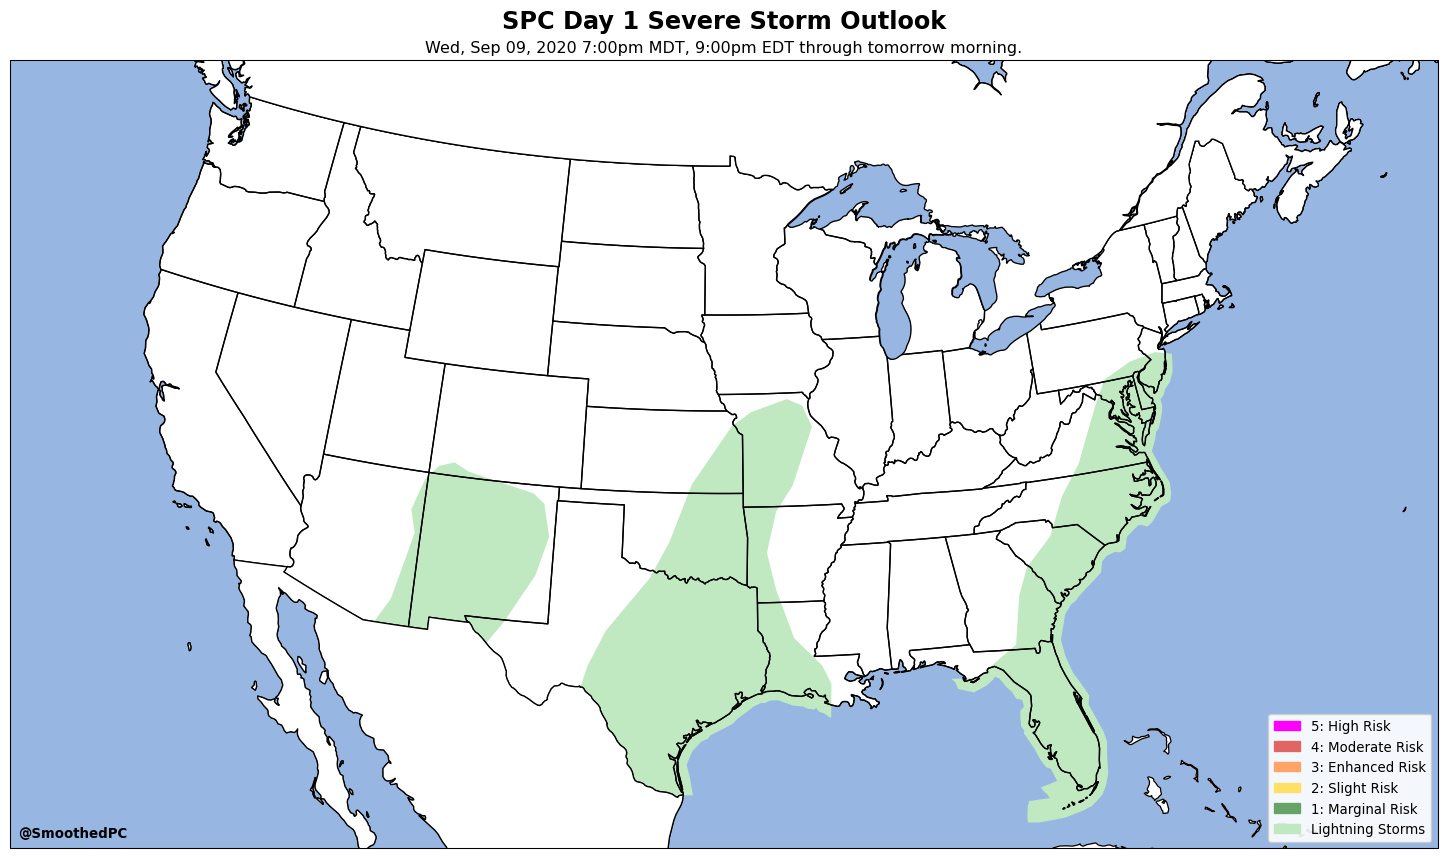 SPC Day 1 Severe Storm Outlook
Wed, Sep 09, 2020 7:00pm MDT, 9:00pm EDT through tomorrow morning.
5: High Risk
4: Moderate Risk
3: Enhanced Risk
2: Slight Risk
1: Marginal Risk
Lightning Storms
@SmoothedPC